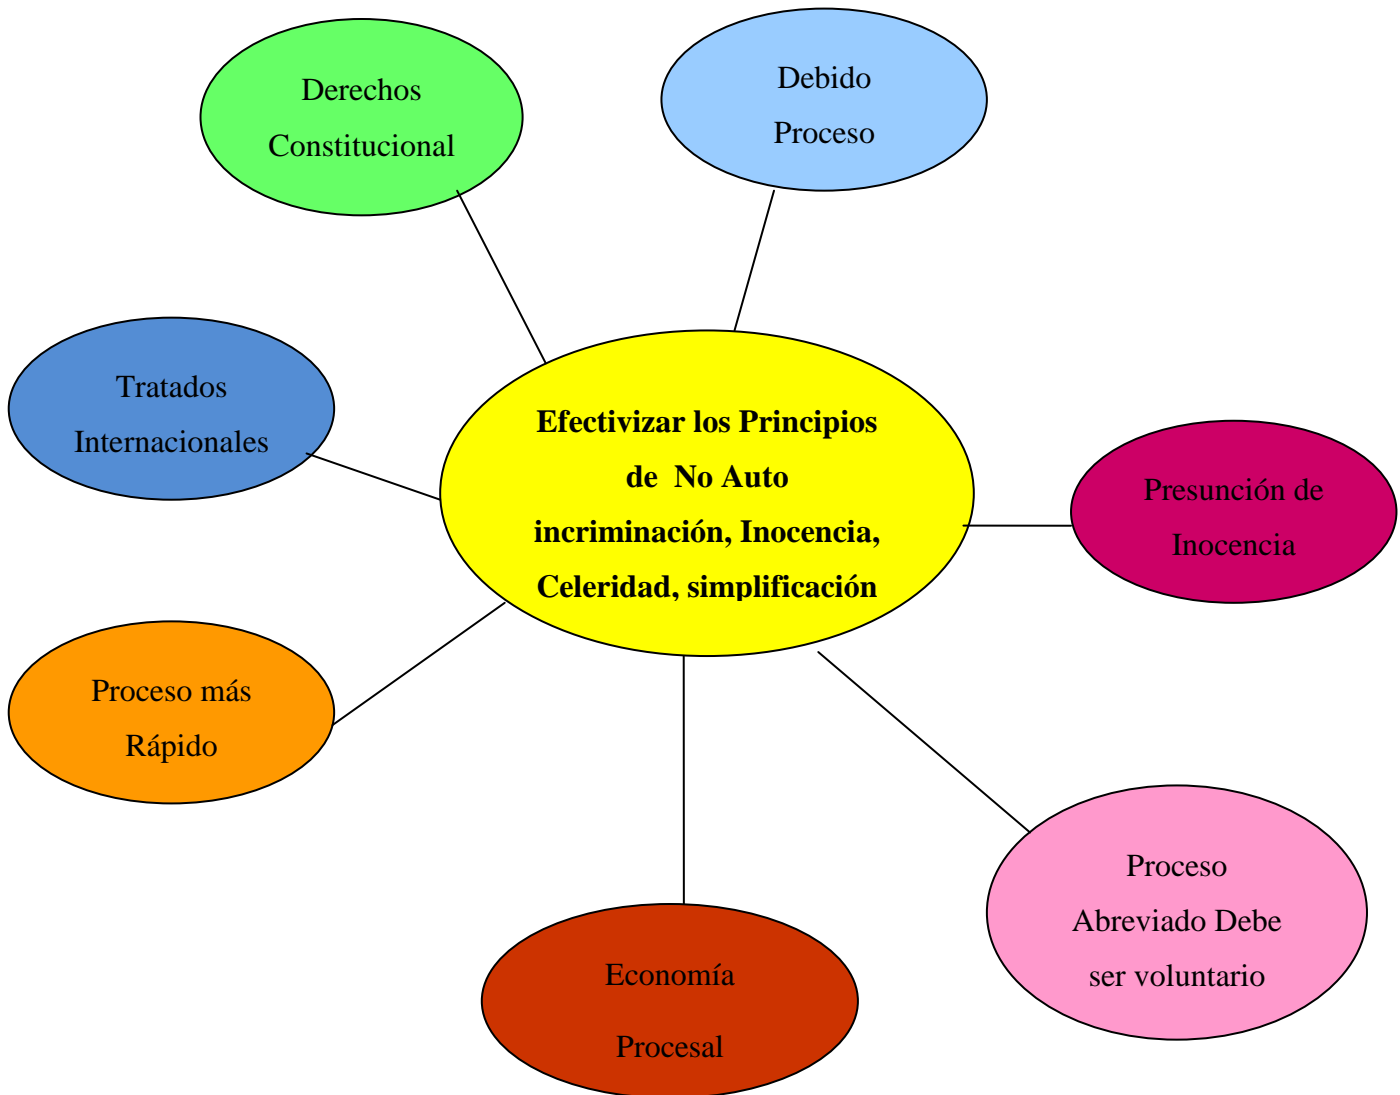 Derechos
Constitucional
Debido
Proceso
Tratados
Internacionales
Efectivizar los Principios
de No Auto
incriminación, Inocencia,
Celeridad, simplificación
Presunción de
Inocencia
Proceso más
Rápido
Proceso
Abreviado Debe
ser voluntario
Economía
Procesal